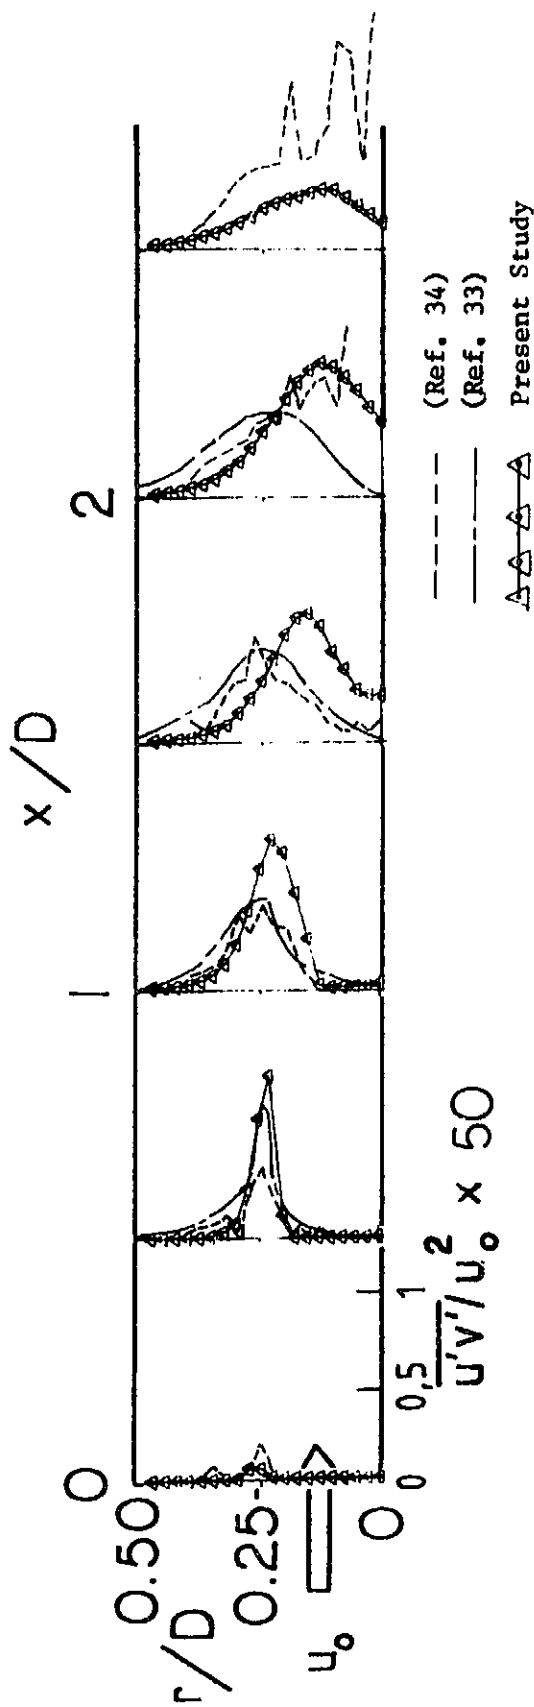 x/D
0
1
2
0.50
r/D
0.25
0
u₀
0
0,5
1
u'v'/u₀² × 50
(Ref. 34)
(Ref. 33)
Present Study